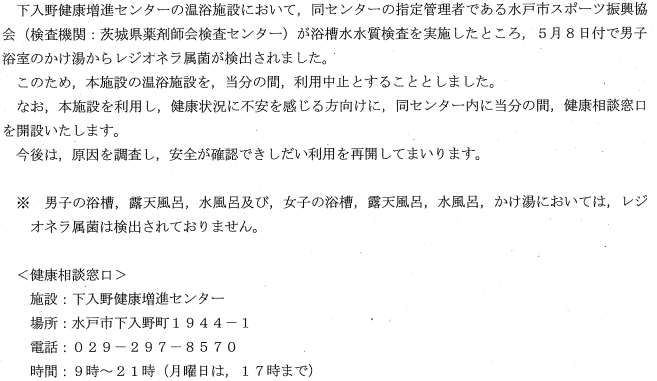 下入野健康増進センターの温浴施設において，同センターの指定管理者である水戸市スポーツ振興協
会（検査機関：茨城県薬剤師会検査センター）が浴槽水水質検査を実施したところ，５月８日付で男子
浴室のかけ湯からレジオネラ属菌が検出されました。
このため，本施設の温浴施設を，当分の間，利用中止とすることとしました。
なお，本施設を利用し，健康状況に不安を感じる方向けに，同センター内に当分の間，健康相談窓口
を開設いたします。
今後は，原因を調査し，安全が確認できしだい利用を再開してまいります。
※　男子の浴槽，露天風呂，水風呂及び，女子の浴槽，露天風呂，水風呂，かけ湯においては，レジ
オネラ属菌は検出されておりません。
＜健康相談窓口＞
施設：下入野健康増進センター
場所：水戸市下入野町１９４４－１
電話：０２９－２９７－８５７０
時間：９時～２１時（月曜日は，１７時まで）